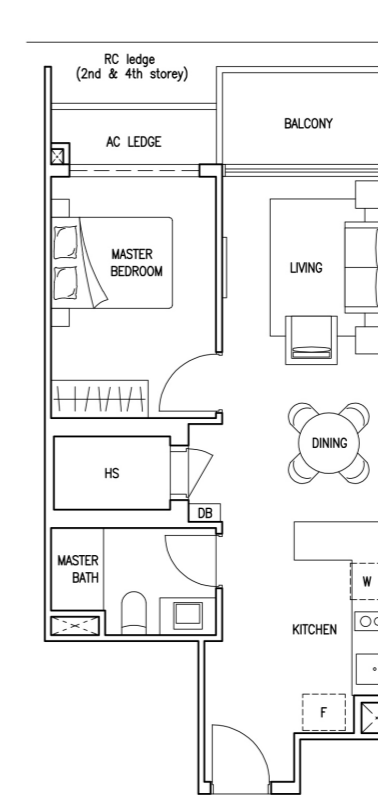 RC ledge
(2nd & 4th storey)
AC LEDGE
BALCONY
MASTER
BEDROOM
LIVING
DINING
HS
DB
MASTER
BATH
W
KITCHEN
F